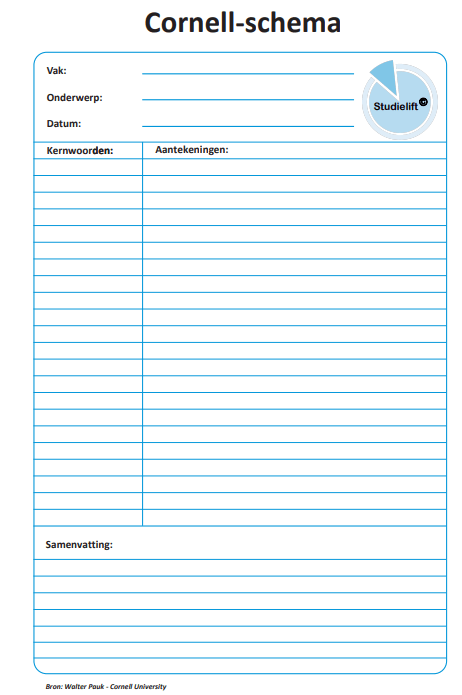 Cornell-schema
Vak:
Onderwerp:
Datum:
Studielift
Kernwoorden: Aantekeningen:
Samenvatting:
Bron: Walter Pauk - Cornell University